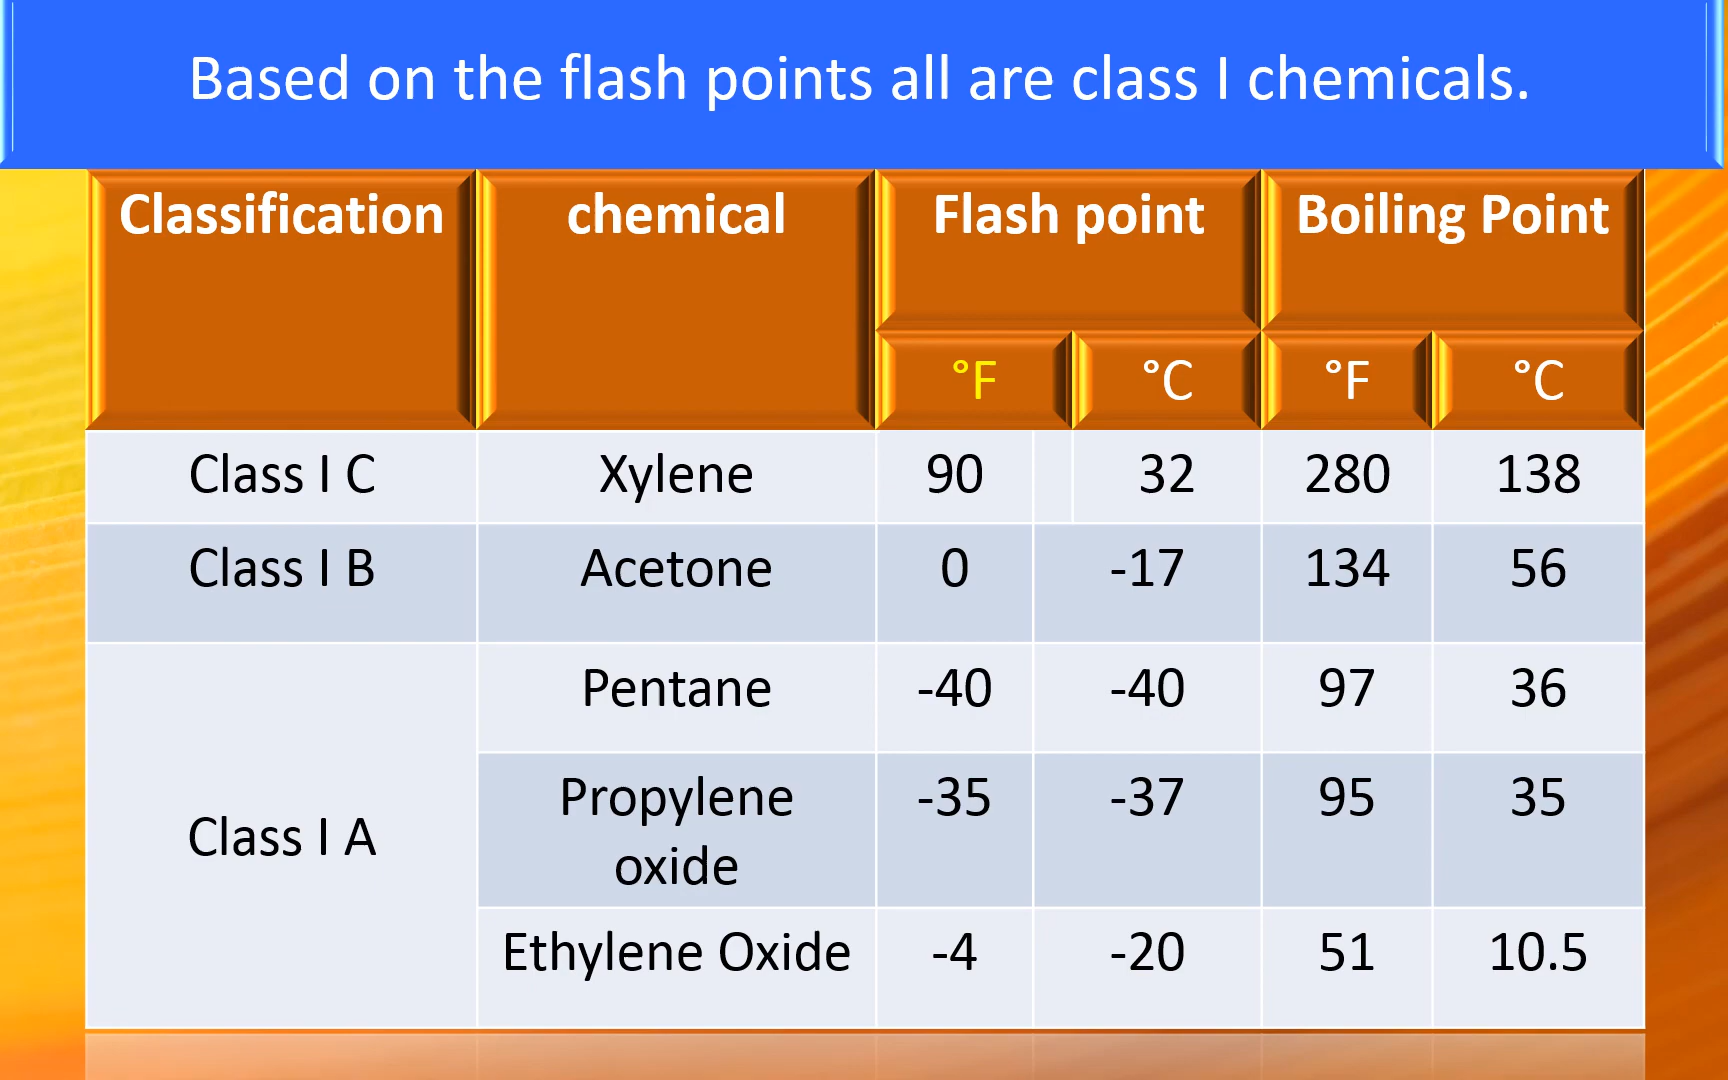 Based on the flash points all are class I chemicals.
Classification chemical Flash point Boiling Point
°F °C °F °C
Class I C Xylene 90 32 280 138
Class I B Acetone 0 -17 134 56
Class I A
Pentane -40 -40 97 36
Propylene -35 -37 95 35
oxide
Ethylene Oxide -4 -20 51 10.5